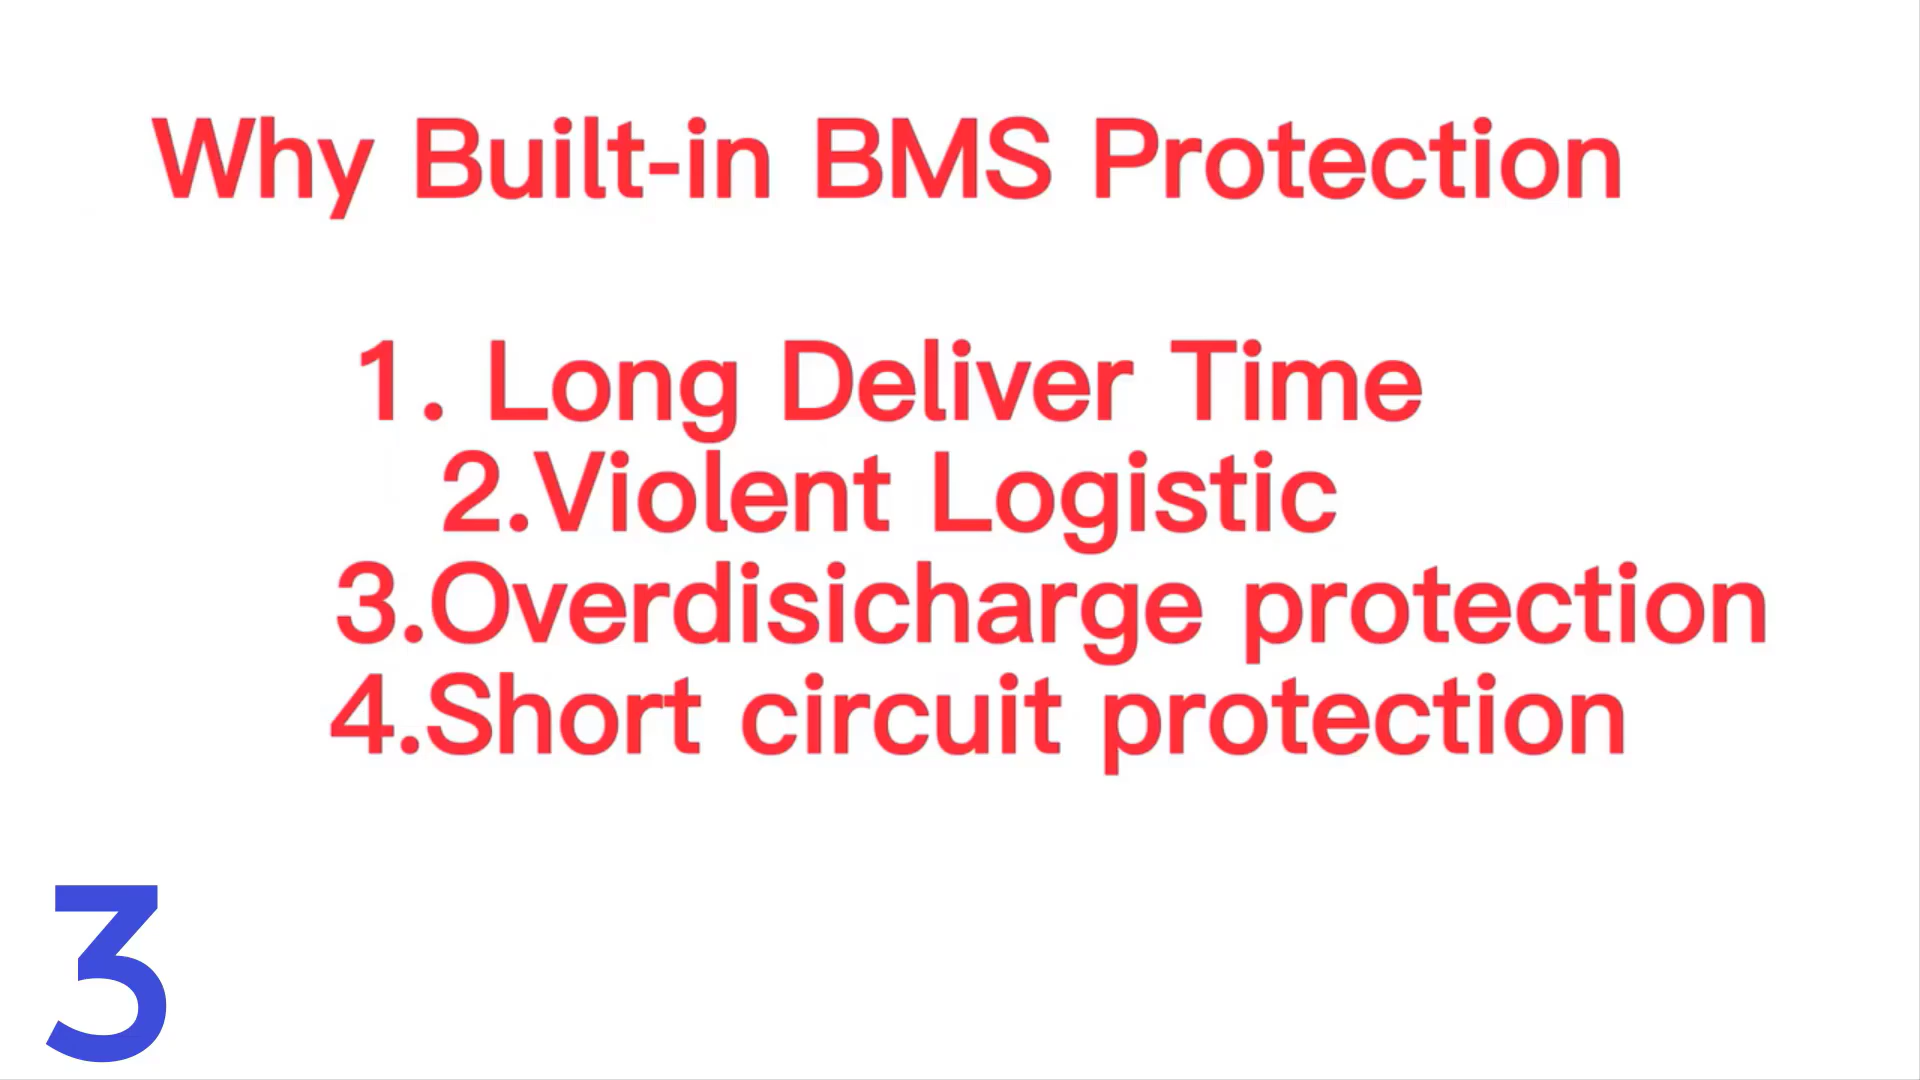 Why Built-in BMS Protection
1. Long Deliver Time
2.Violent Logistic
3.Overdisicharge protection
4.Short circuit protection
3